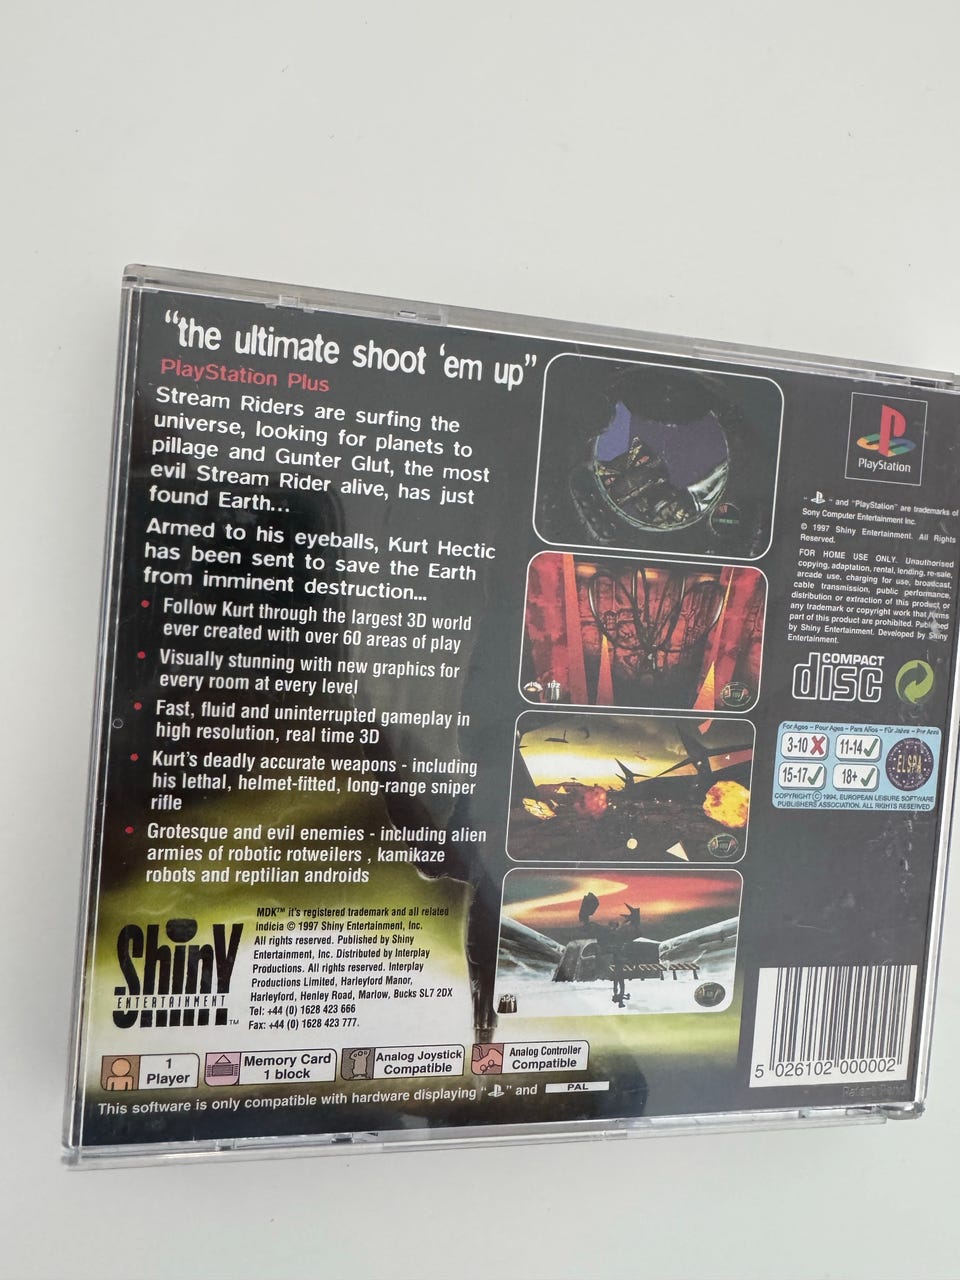 “the ultimate shoot ‘em up”
PlayStation Plus
Stream Riders are surfing the
universe, looking for planets to
pillage and Gunter Glut, the most
evil Stream Rider alive, has just
found Earth...
Armed to his eyeballs, Kurt Hectic
has been sent to save the Earth
from imminent destruction...
• Follow Kurt through the largest 3D world
ever created with over 60 areas of play
• Visually stunning with new graphics for
every room at every level
• Fast, fluid and uninterrupted gameplay in
high resolution, real time 3D
• Kurt's deadly accurate weapons - including
his lethal, helmet-fitted, long-range sniper
rifle
• Grotesque and evil enemies - including alien
armies of robotic rotweilers , kamikaze
robots and reptilian androids
Shiny
ENTERTAINMENT
TM
MDK™ it's registered trademark and all related
indicia © 1997 Shiny Entertainment, Inc.
All rights reserved. Published by Shiny
Entertainment, Inc. Distributed by Interplay
Productions. All rights reserved. Interplay
Productions Limited, Harleyford Manor,
Harleyford, Henley Road, Marlow, Bucks SL7 2DX
Tel: +44 (0) 1628 423 666
Fax: +44 (0) 1628 423 777.
1
Player
Memory Card
1 block
Analog Joystick
Compatible
Analog Controller
Compatible
This software is only compatible with hardware displaying “ ” and PAL
PlayStation
“ ” and “PlayStation” are trademarks of
Sony Computer Entertainment Inc.
© 1997 Shiny Entertainment. All Rights
Reserved.
FOR HOME USE ONLY. Unauthorised
copying, adaptation, rental, lending, re-sale,
arcade use, charging for use, broadcast,
cable transmission, public performance,
distribution or extraction of this product or
any trademark or copyright work that forms
part of this product are prohibited. Published
by Shiny Entertainment. Developed by Shiny
Entertainment.
COMPACT
disc
For Ages – Pour Ages – Para Años – Für Jahre – Per Anni
3-10 11-14
15-17 18+
ELSPA
COPYRIGHT © 1994, EUROPEAN LEISURE SOFTWARE
PUBLISHERS ASSOCIATION. ALL RIGHTS RESERVED
5 026102 000002